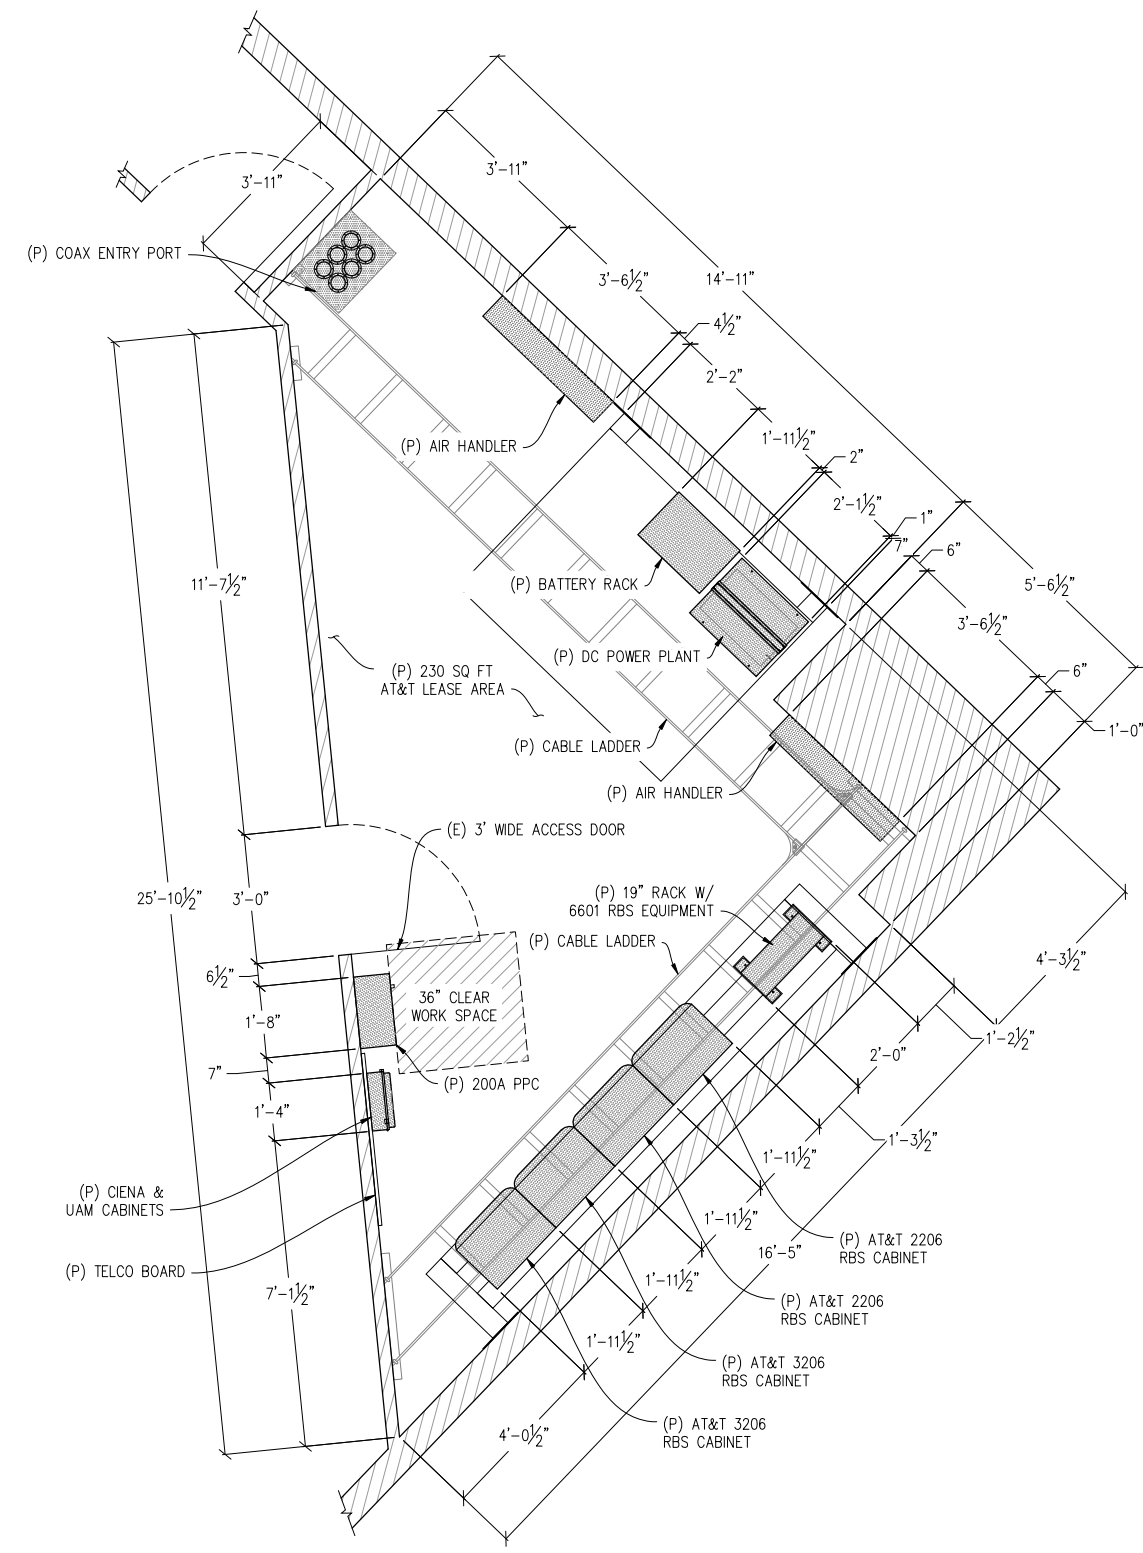 3'-11"
3'-11"
(P) COAX ENTRY PORT
3'-6½"
14'-11"
4½"
2'-2"
(P) AIR HANDLER
1'-11½"
2"
2'-1½"
1"
7"
6"
11'-7½"
(P) BATTERY RACK
5'-6½"
3'-6½"
(P) DC POWER PLANT
(P) 230 SQ FT
AT&T LEASE AREA
6"
1'-0"
(P) CABLE LADDER
(P) AIR HANDLER
(E) 3' WIDE ACCESS DOOR
25'-10½"
3'-0"
(P) 19" RACK W/
6601 RBS EQUIPMENT
(P) CABLE LADDER
4'-3½"
6½"
36" CLEAR
WORK SPACE
1'-8"
1'-2½"
2'-0"
7"
(P) 200A PPC
1'-4"
1'-3½"
1'-11½"
(P) CIENA &
UAM CABINETS
1'-11½"
(P) AT&T 2206
RBS CABINET
16'-5"
(P) TELCO BOARD
1'-11½"
7'-1½"
(P) AT&T 2206
RBS CABINET
1'-11½"
(P) AT&T 3206
RBS CABINET
4'-0½"
(P) AT&T 3206
RBS CABINET